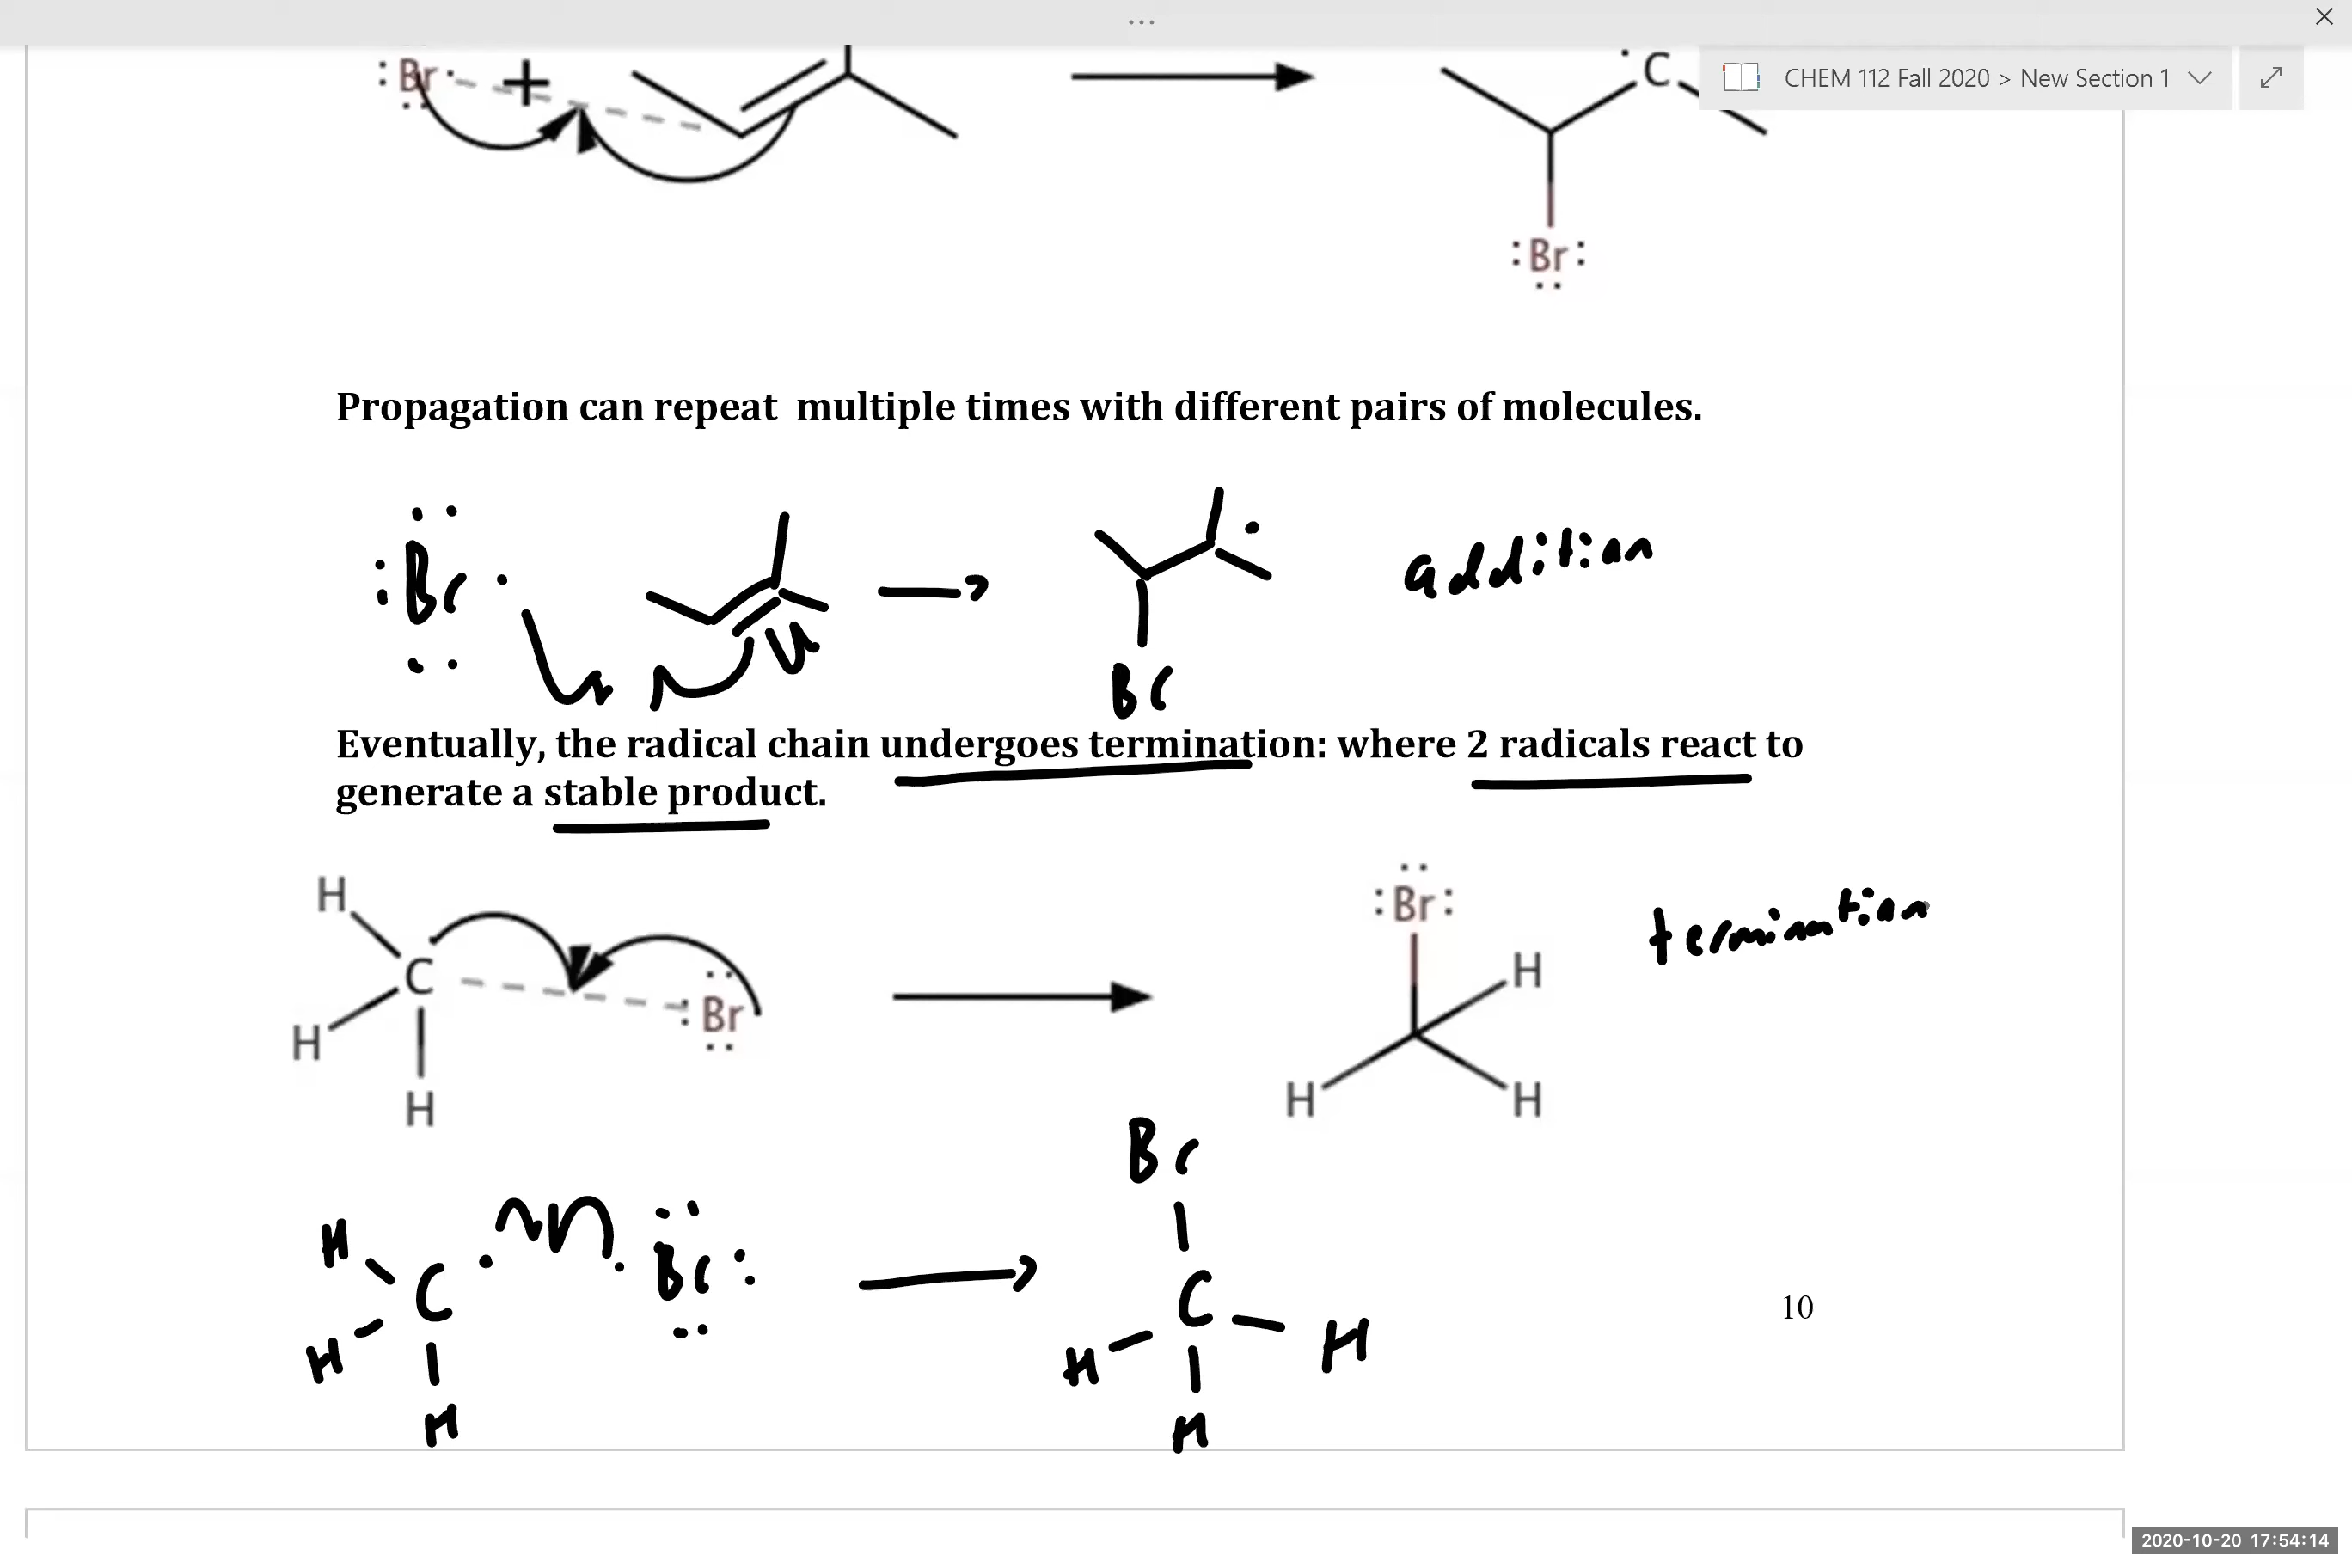 ...
CHEM 112 Fall 2020 > New Section 1
:Br· + C
:Br:
Propagation can repeat multiple times with different pairs of molecules.
:Br·
Br
addition
Eventually, the radical chain undergoes termination: where 2 radicals react to
generate a stable product.
H
C
H
H
:Br
:Br:
H
H
H
termination
H
C
H
H
Br:
Br
C
H
H
H
10
2020-10-20 17:54:14